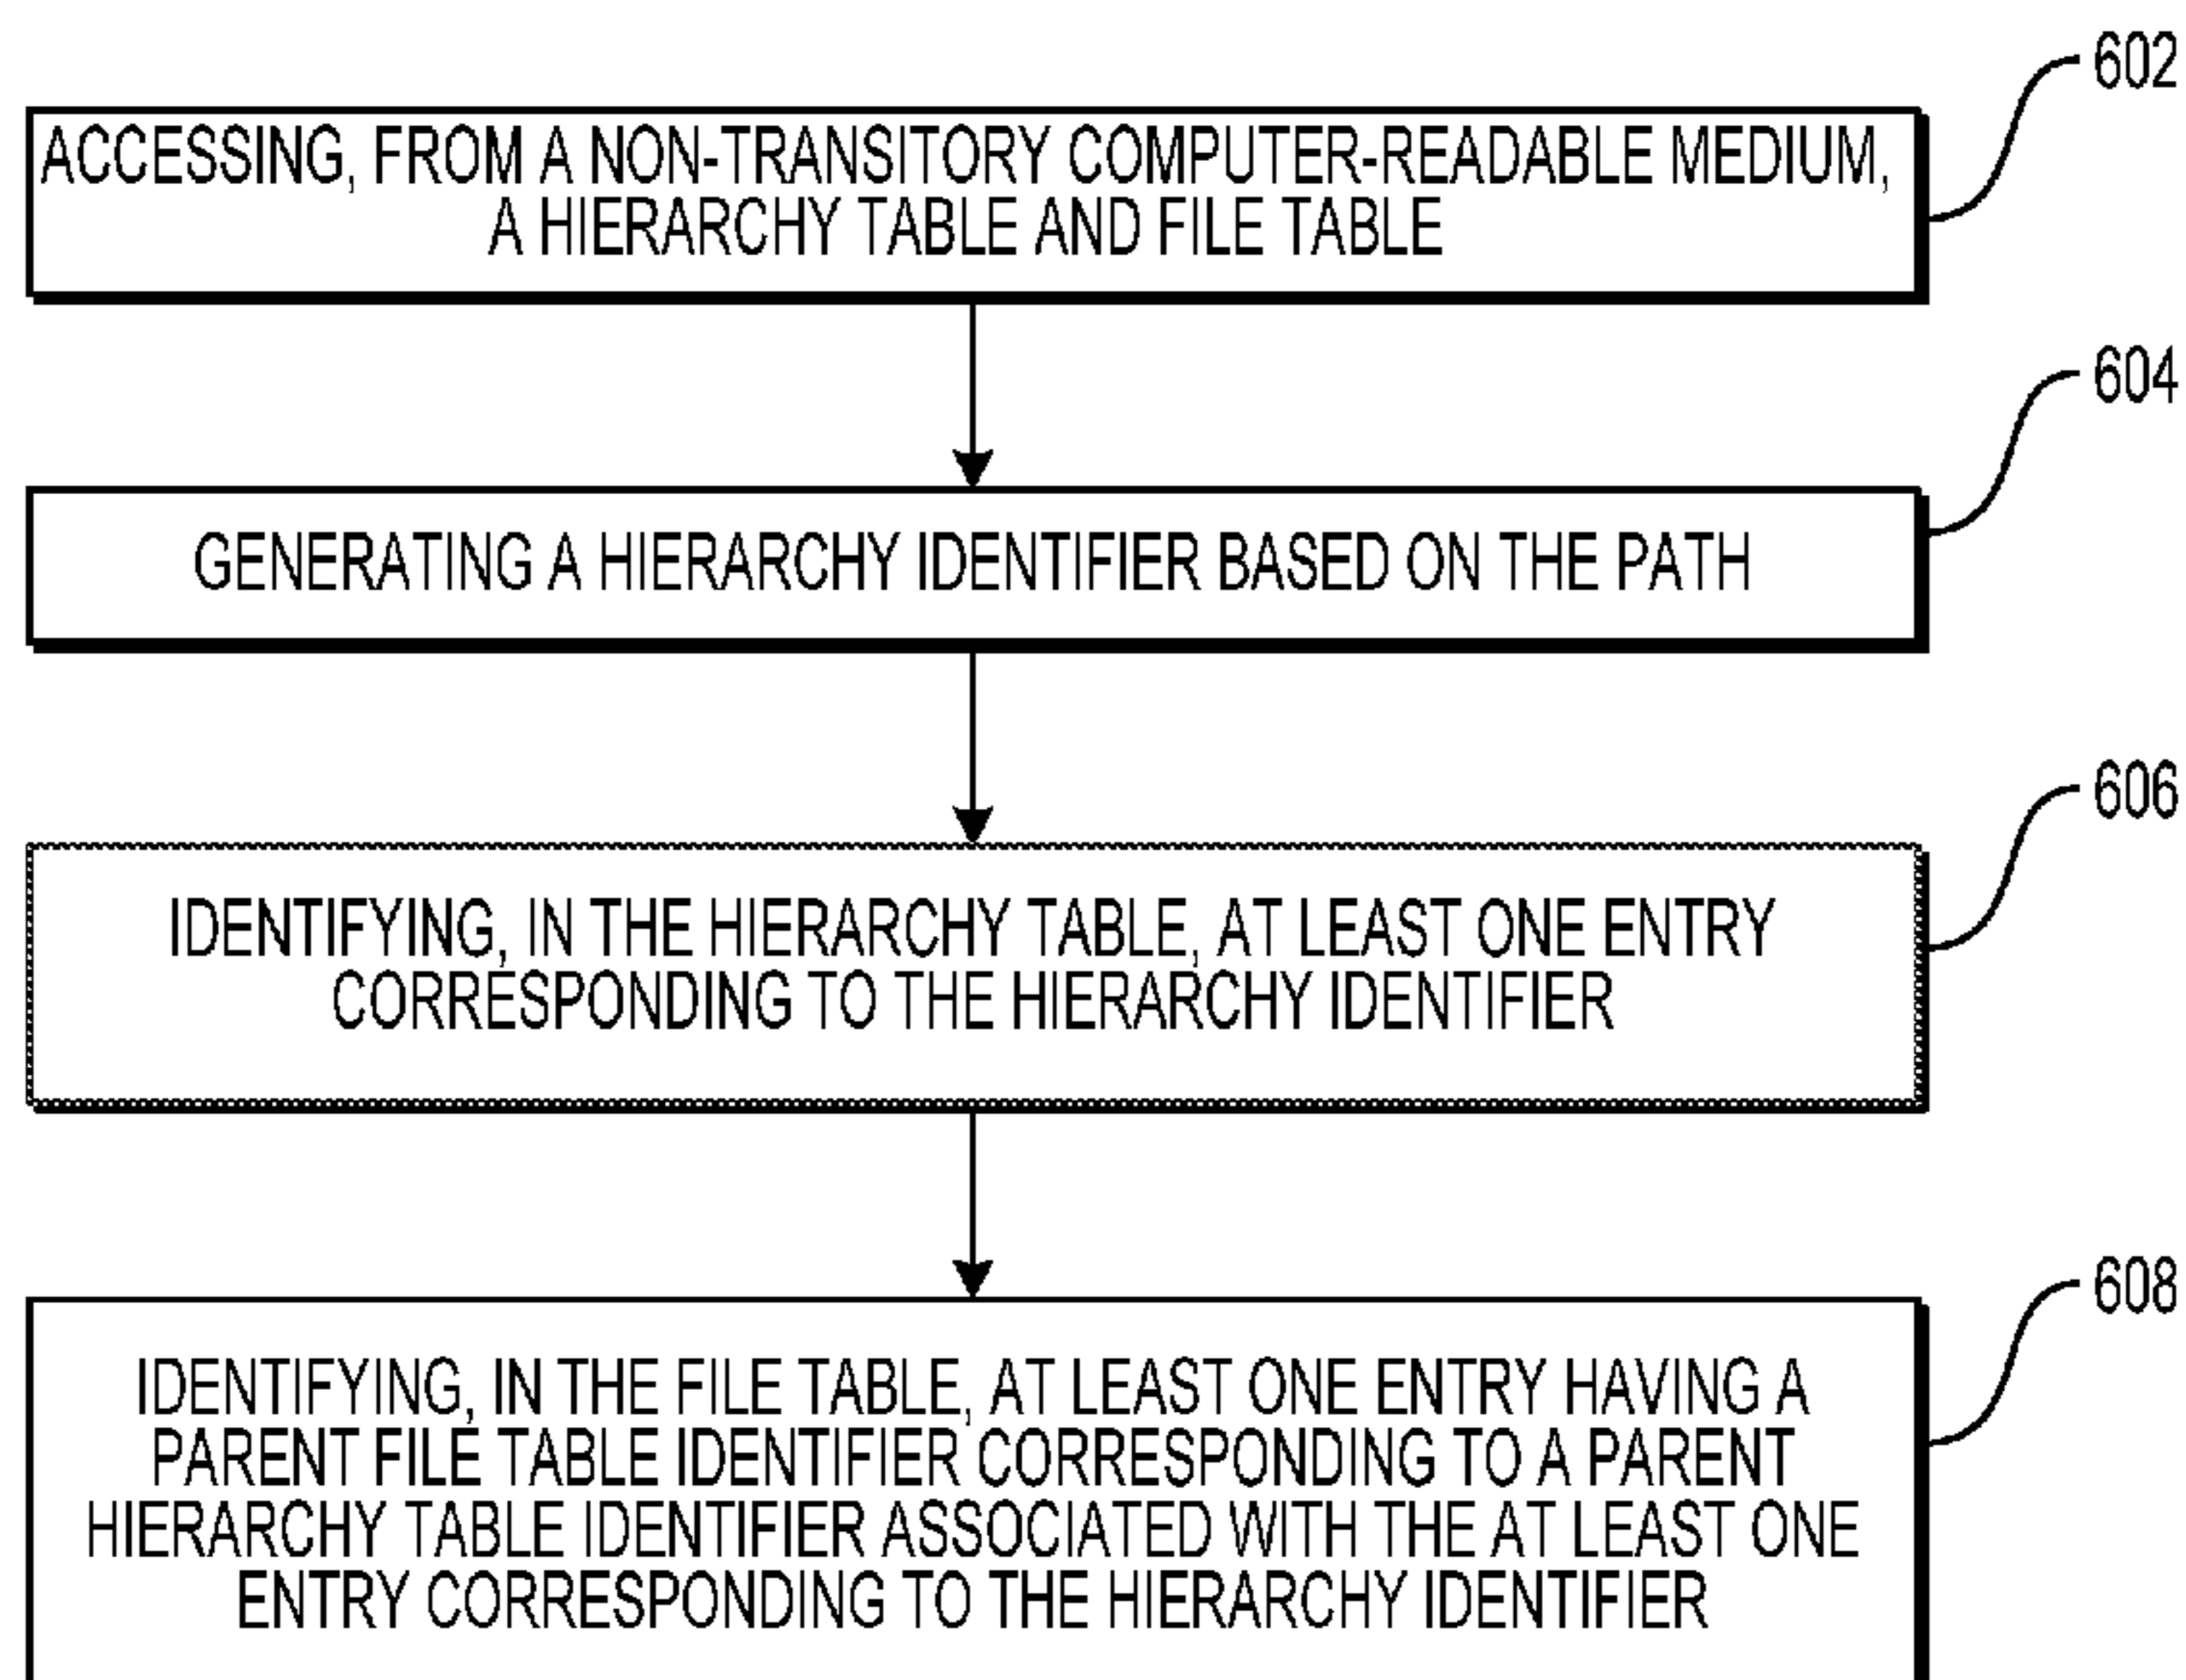 602
ACCESSING, FROM A NON-TRANSITORY COMPUTER-READABLE MEDIUM,
A HIERARCHY TABLE AND FILE TABLE
604
GENERATING A HIERARCHY IDENTIFIER BASED ON THE PATH
606
IDENTIFYING, IN THE HIERARCHY TABLE, AT LEAST ONE ENTRY
CORRESPONDING TO THE HIERARCHY IDENTIFIER
608
IDENTIFYING, IN THE FILE TABLE, AT LEAST ONE ENTRY HAVING A
PARENT FILE TABLE IDENTIFIER CORRESPONDING TO A PARENT
HIERARCHY TABLE IDENTIFIER ASSOCIATED WITH THE AT LEAST ONE
ENTRY CORRESPONDING TO THE HIERARCHY IDENTIFIER